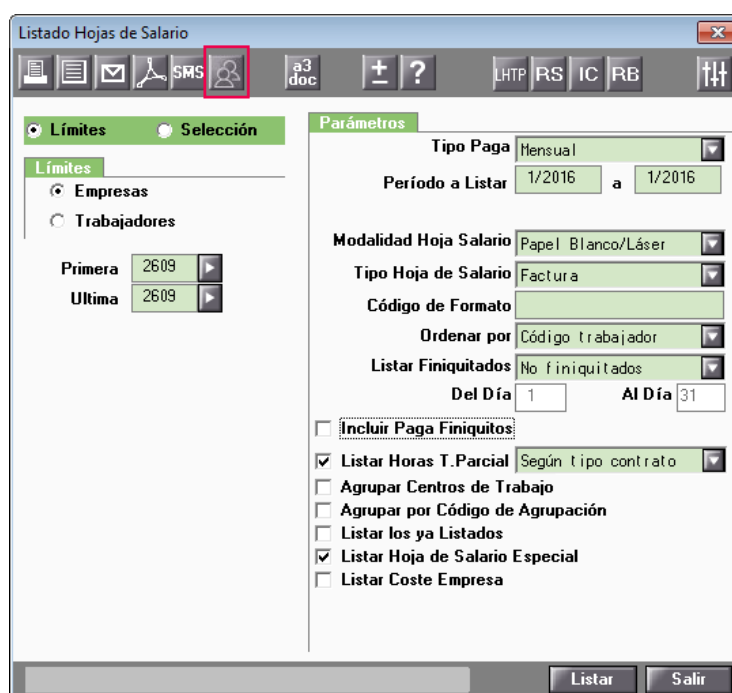 Listado Hojas de Salario
SMS a3 doc ± ? LHTP RS IC RB
Límites Selección
Límites
Empresas
Trabajadores
Primera 2609
Ultima 2609
Parámetros
Tipo Paga Mensual
Período a Listar 1/2016 a 1/2016
Modalidad Hoja Salario Papel Blanco/Láser
Tipo Hoja de Salario Factura
Código de Formato
Ordenar por Código trabajador
Listar Finiquitados No finiquitados
Del Día 1 Al Día 31
Incluir Paga Finiquitos
Listar Horas T.Parcial Según tipo contrato
Agrupar Centros de Trabajo
Agrupar por Código de Agrupación
Listar los ya Listados
Listar Hoja de Salario Especial
Listar Coste Empresa
Listar Salir